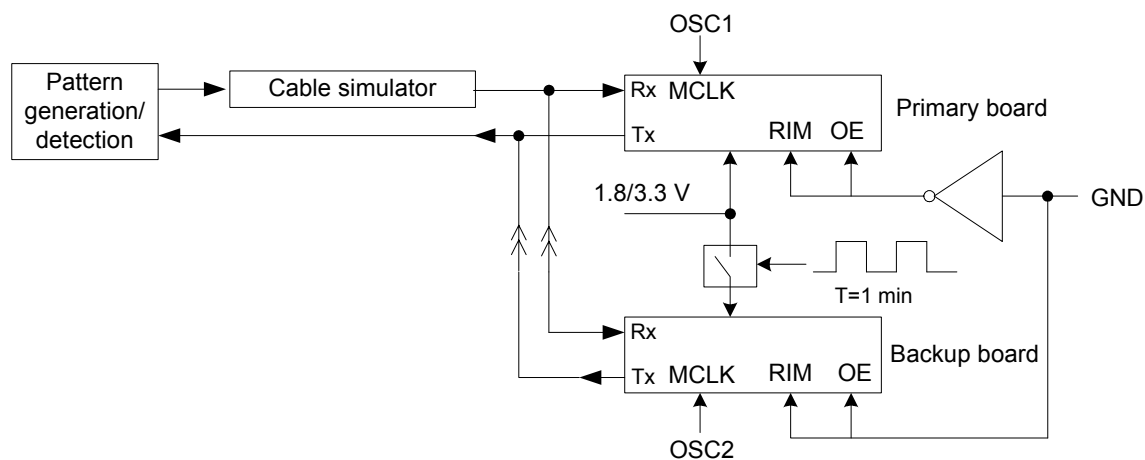 OSC1
Pattern
generation/
detection
Cable simulator
Rx MCLK
Tx
RIM OE
Primary board
1.8/3.3 V
GND
T=1 min
Rx
Tx MCLK RIM OE
Backup board
OSC2